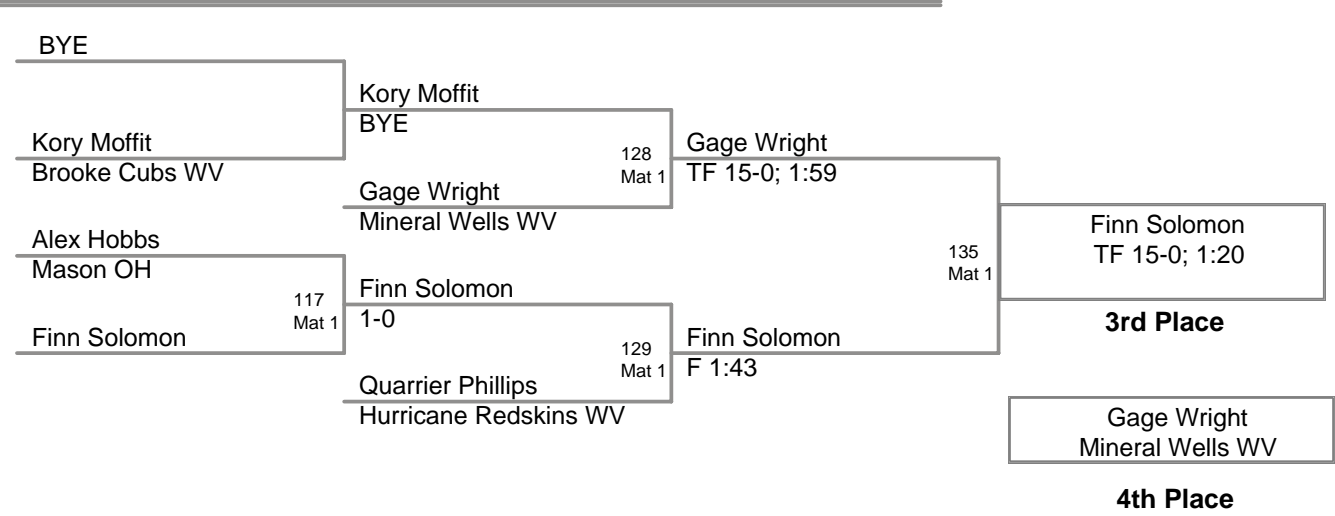 BYE
Kory Moffit
BYE
Kory Moffit
Brooke Cubs WV
128
Mat 1
Gage Wright
TF 15-0; 1:59
Gage Wright
Mineral Wells WV
Alex Hobbs
Mason OH
117
Mat 1
Finn Solomon
1-0
Finn Solomon
129
Mat 1
Finn Solomon
F 1:43
Quarrier Phillips
Hurricane Redskins WV
135
Mat 1
Finn Solomon
TF 15-0; 1:20
3rd Place
Gage Wright
Mineral Wells WV
4th Place